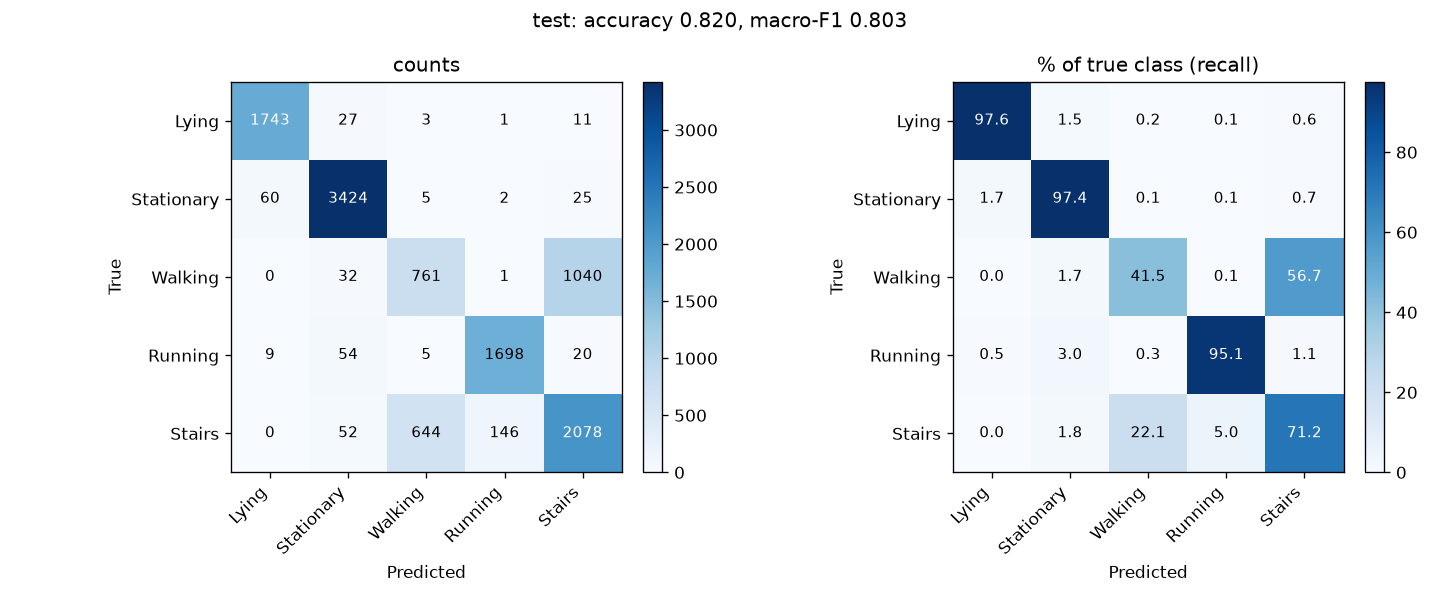 test: accuracy 0.820, macro-F1 0.803
counts
Lying 1743 27 3 1 11
Stationary 60 3424 5 2 25
Walking 0 32 761 1 1040
Running 9 54 5 1698 20
Stairs 0 52 644 146 2078
True
Lying Stationary Walking Running Stairs
Predicted
3000
2500
2000
1500
1000
500
0
% of true class (recall)
Lying 97.6 1.5 0.2 0.1 0.6
Stationary 1.7 97.4 0.1 0.1 0.7
Walking 0.0 1.7 41.5 0.1 56.7
Running 0.5 3.0 0.3 95.1 1.1
Stairs 0.0 1.8 22.1 5.0 71.2
True
Lying Stationary Walking Running Stairs
Predicted
80
60
40
20
0